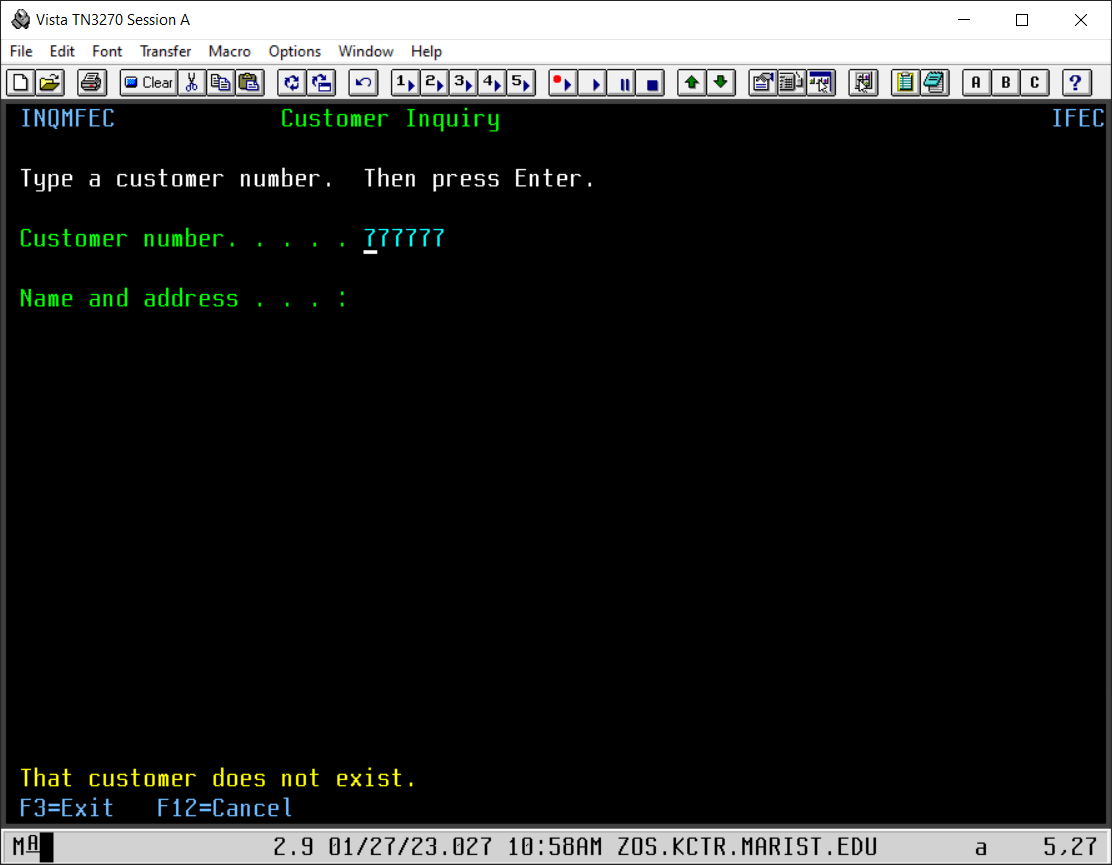 Vista TN3270 Session A
File Edit Font Transfer Macro Options Window Help
Clear 1 2 3 4 5 A B C ?
INQMFEC Customer Inquiry IFEC
Type a customer number.  Then press Enter.
Customer number. . . . . 777777
Name and address . . . :
That customer does not exist.
F3=Exit   F12=Cancel
MA 2.9 01/27/23.027 10:58AM ZOS.KCTR.MARIST.EDU a 5,27